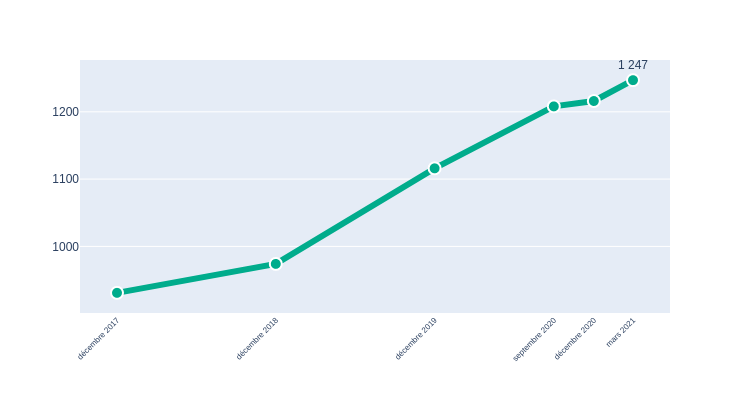 1 247
1200
1100
1000
décembre 2017
décembre 2018
décembre 2019
septembre 2020
décembre 2020
mars 2021